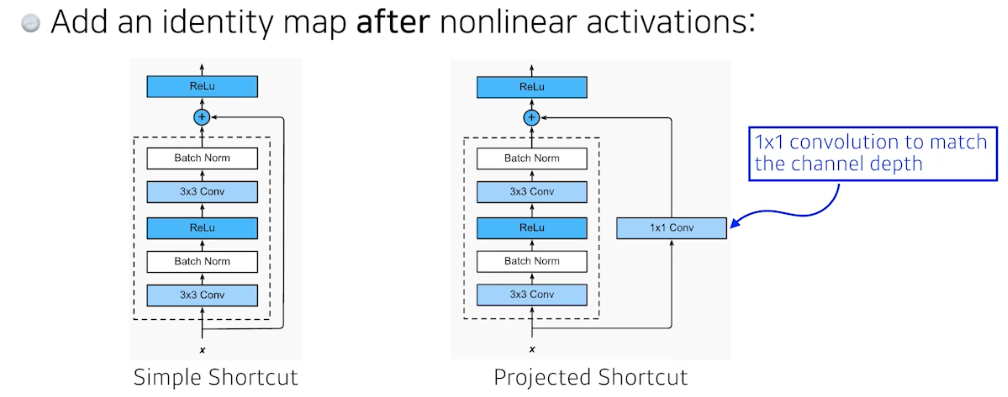 Add an identity map after nonlinear activations:
ReLu
+
Batch Norm
3x3 Conv
ReLu
Batch Norm
3x3 Conv
x
Simple Shortcut
ReLu
+
Batch Norm
3x3 Conv
ReLu
Batch Norm
3x3 Conv
x
1x1 Conv
Projected Shortcut
1x1 convolution to match
the channel depth